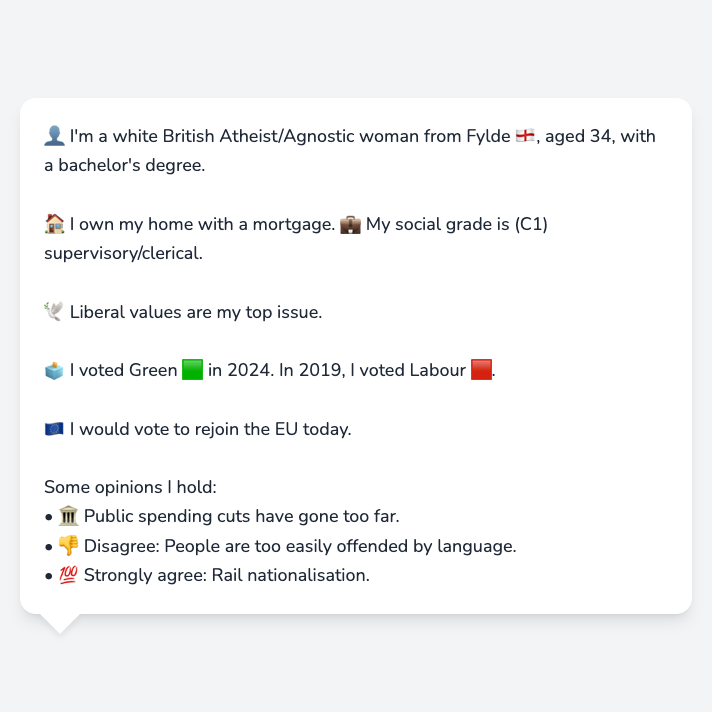 👤 I'm a white British Atheist/Agnostic woman from Fylde 🏴󠁧󠁢󠁥󠁮󠁧󠁿, aged 34, with
a bachelor's degree.
🏠 I own my home with a mortgage. 💼 My social grade is (C1)
supervisory/clerical.
🕊️ Liberal values are my top issue.
🗳️ I voted Green 🟩 in 2024. In 2019, I voted Labour 🟥.
🇪🇺 I would vote to rejoin the EU today.
Some opinions I hold:
• 🏛️ Public spending cuts have gone too far.
• 👎 Disagree: People are too easily offended by language.
• 💯 Strongly agree: Rail nationalisation.